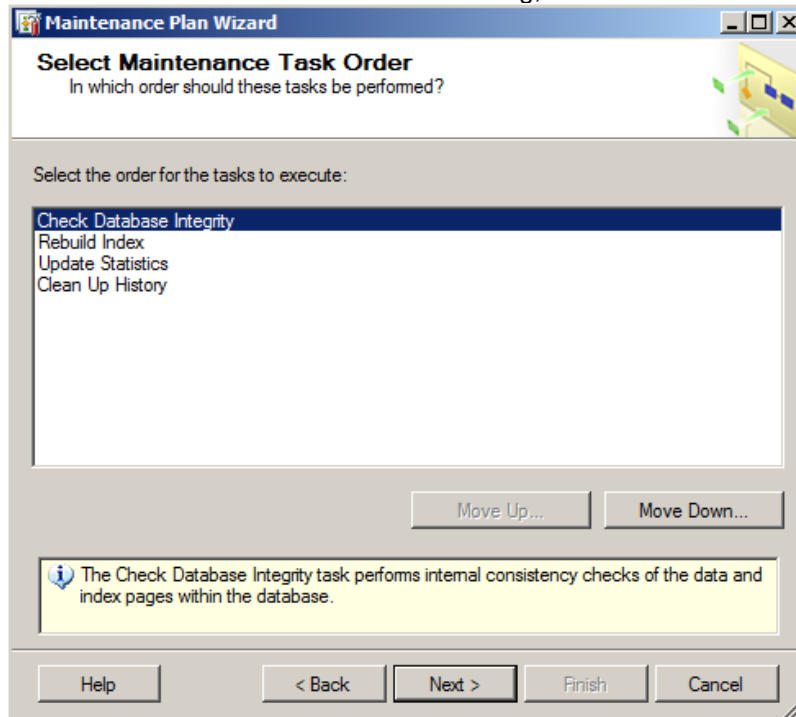 Maintenance Plan Wizard
Select Maintenance Task Order
In which order should these tasks be performed?
Select the order for the tasks to execute:
Check Database Integrity
Rebuild Index
Update Statistics
Clean Up History
Move Up...
Move Down...
The Check Database Integrity task performs internal consistency checks of the data and
index pages within the database.
Help
< Back
Next >
Finish
Cancel